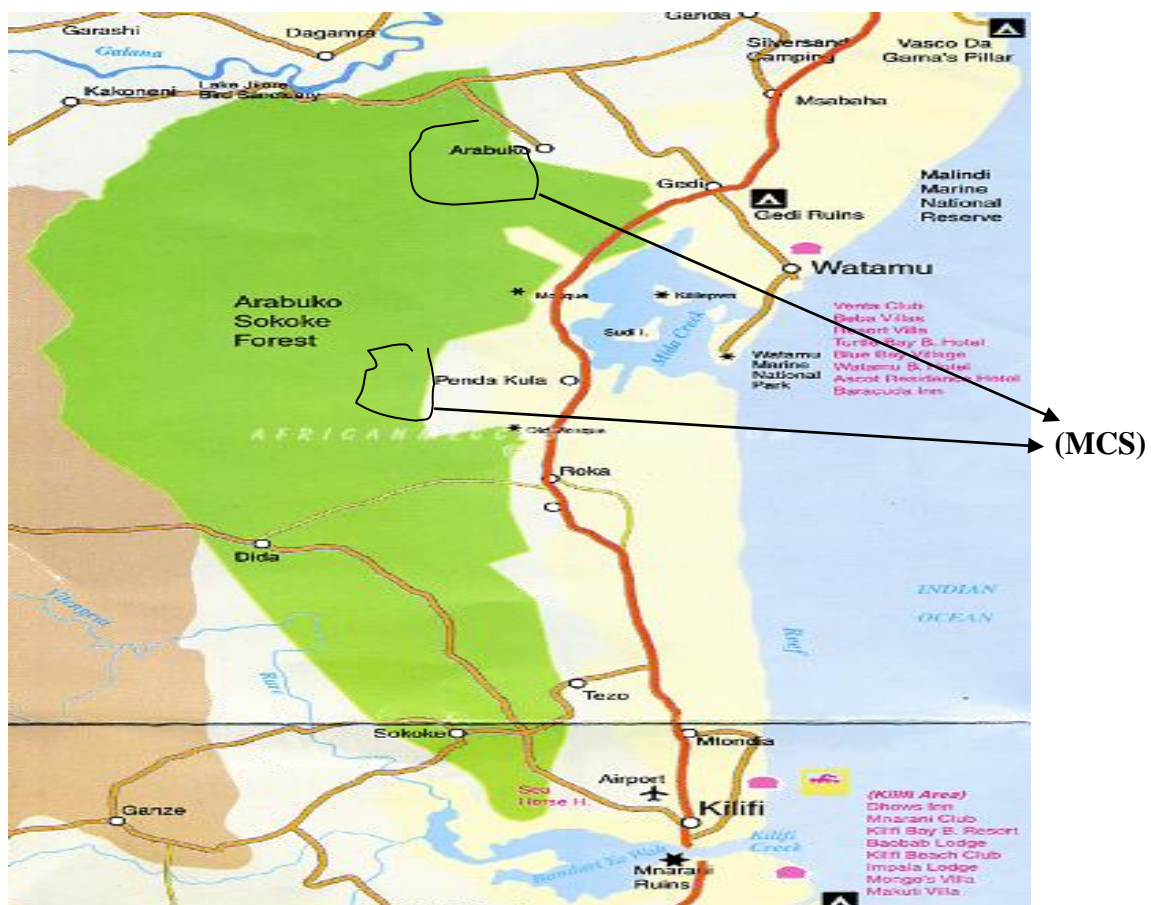 Garashi
Galana
Dagamra
Ganda
Silversand
Camping
Vasco Da
Gama's Pillar
Kakoneni
Bird Sanctuary
Msabaha
Arabuko
Gedi
Gedi Ruins
Malindi
Marine
National
Reserve
Watamu
Arabuko
Sokoke
Forest
Mosque
Sudi I.
Mida Creek
Watamu
Marine
National
Park
Venta Club
Beba Villas
Resort Villa
Turtle Bay B. Hotel
Blue Bay Village
Watamu B. Hotel
Ascot Residence Hotel
Baracuda Inn
Penda Kula
Old Mosque
(MCS)
Roka
Dida
Vitengeni
Rare
INDIAN
OCEAN
Reef
Tezo
Sokoke
Mtondia
Airport
Sea
Horse H.
Kilifi
Ganze
Kilifi
Creek
Mnarani
Ruins
(Kilifi Area)
Dhows Inn
Mnarani Club
Kilifi Bay B. Resort
Baobab Lodge
Kilifi Beach Club
Impala Lodge
Mongo's Villa
Makuti Villa